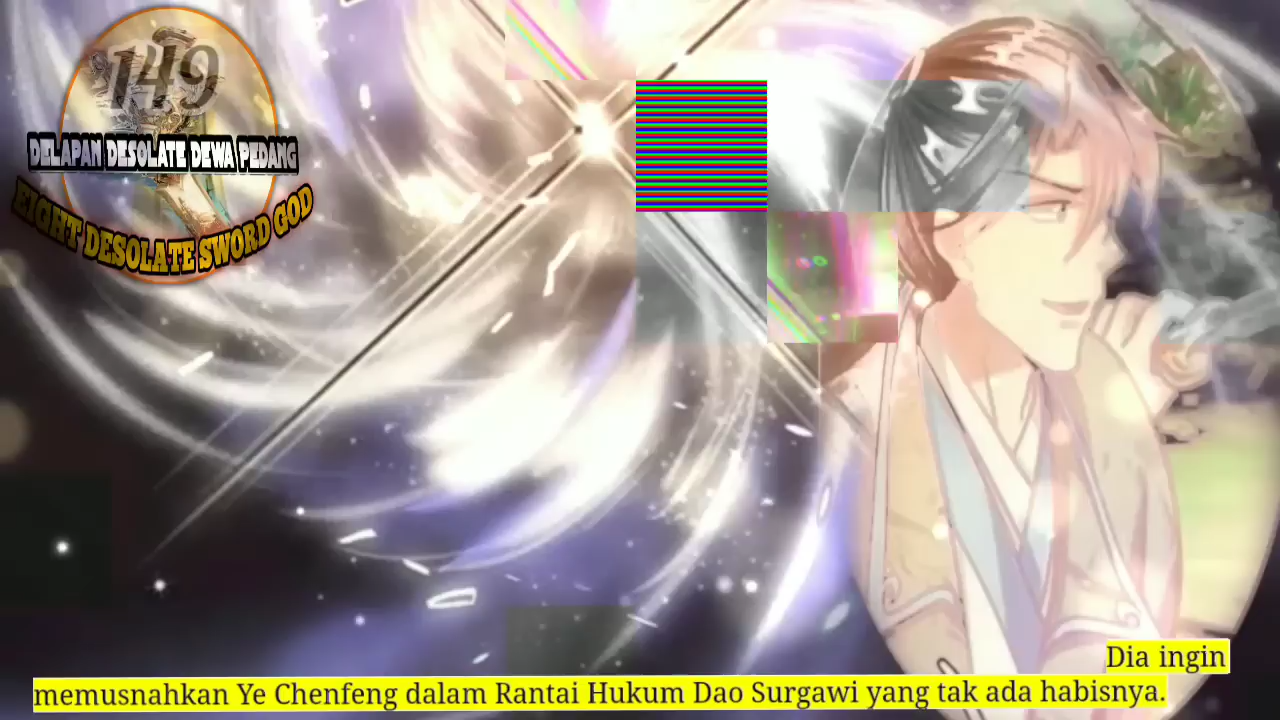 149
DELAPAN DESOLATE DEWA PEDANG
EIGHT DESOLATE SWORD GOD
Dia ingin
memusnahkan Ye Chenfeng dalam Rantai Hukum Dao Surgawi yang tak ada habisnya.